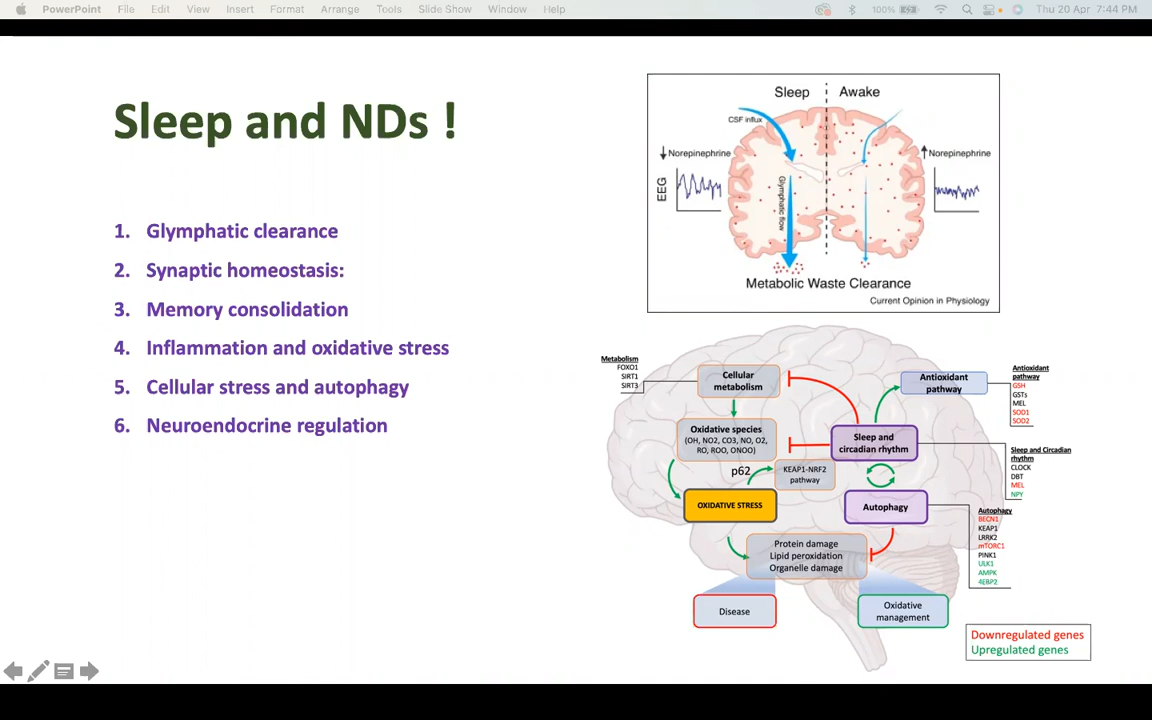 PowerPoint File Edit View Insert Format Arrange Tools Slide Show Window Help 100% Thu 20 Apr 7:44 PM
Sleep and NDs !
1. Glymphatic clearance
2. Synaptic homeostasis:
3. Memory consolidation
4. Inflammation and oxidative stress
5. Cellular stress and autophagy
6. Neuroendocrine regulation
Sleep Awake
CSF influx
↓Norepinephrine
↑Norepinephrine
EEG
Glymphatic flow
Metabolic Waste Clearance
Current Opinion in Physiology
Metabolism
FOXO1
SIRT1
SIRT3
Cellular
metabolism
Oxidative species
(OH, NO2, CO3, NO, O2,
RO, ROO, ONOO)
p62
KEAP1-NRF2
pathway
OXIDATIVE STRESS
Sleep and
circadian rhythm
Autophagy
Antioxidant
pathway
Protein damage
Lipid peroxidation
Organelle damage
Disease
Oxidative
management
Antioxidant
pathway
GSH
GSTs
MEL
SOD1
SOD2
Sleep and Circadian
rhythm
CLOCK
DBT
MEL
NPY
Autophagy
BECN1
KEAP1
LRRK2
mTORC1
PINK1
ULK1
AMPK
4EBP2
Downregulated genes
Upregulated genes